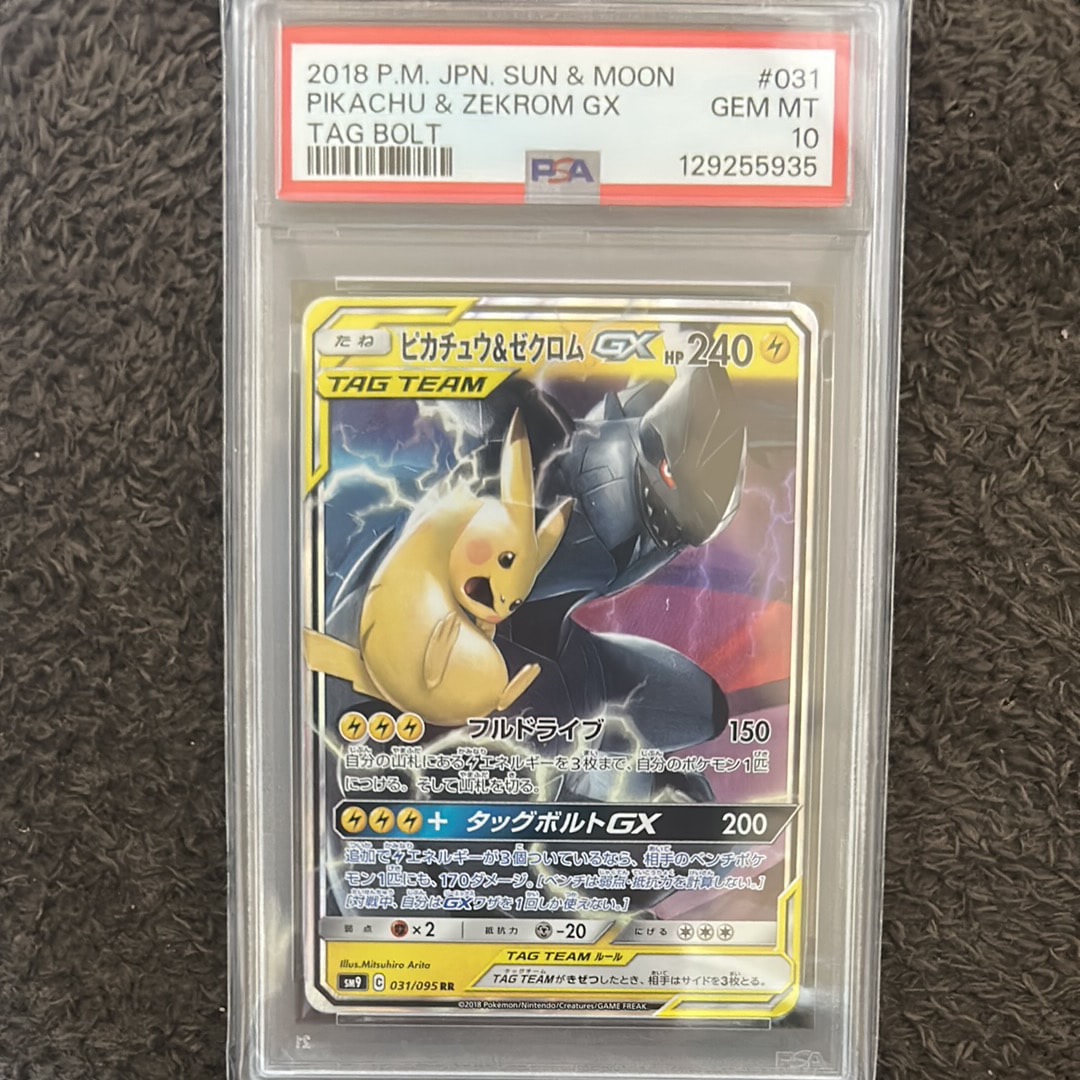 2018 P.M. JPN. SUN & MOON #031
PIKACHU & ZEKROM GX GEM MT
TAG BOLT 10
PSA 129255935
たね ピカチュウ&ゼクロムGX HP 240
TAG TEAM
フルドライブ 150
自分の山札にあるエネルギーを3枚まで、自分のポケモン1匹
につける。そして山札を切る。
+ タッグボルトGX 200
追加でエネルギーが3個ついているなら、相手のベンチポケ
モン1匹にも、170ダメージ。[ベンチは弱点・抵抗力を計算しない。]
[対戦中、自分はGXワザを1回しか使えない。]
弱点 ×2 抵抗力 -20 にげる
TAG TEAM ルール
Illus.Mitsuhiro Arita
TAG TEAMがきぜつしたとき、相手はサイドを3枚とる。
SM9 C 031/095 RR
©2018 Pokémon/Nintendo/Creatures/GAME FREAK
PSA